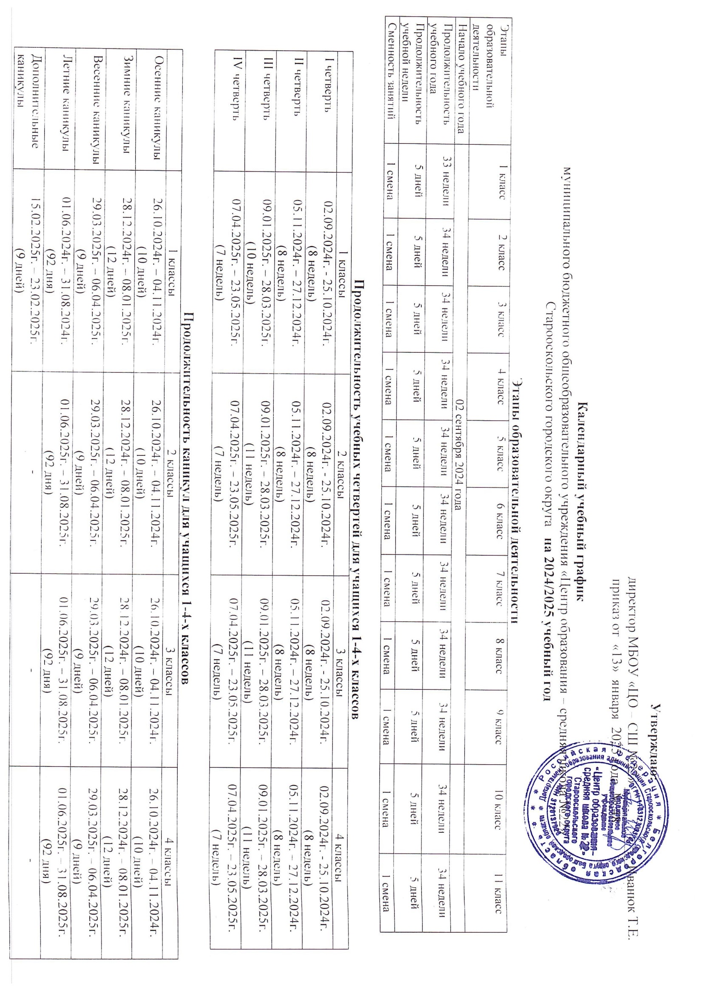 Утверждаю
директор МБОУ «ЦО – СШ Иванюк Т.Е.
приказ от «13» января
Календарный учебный график
муниципального бюджетного общеобразовательного учреждения «Центр образования – средняя школа
Старооскольского городского округа на 2024/2025 учебный год
Этапы образовательной деятельности
Этапы образовательной деятельности 1 класс 2 класс 3 класс 4 класс 5 класс 6 класс 7 класс 8 класс 9 класс 10 класс 11 класс
Начало учебного года 02 сентября 2024 года
Продолжительность учебного года 33 недели 34 недели 34 недели 34 недели 34 недели 34 недели 34 недели 34 недели 34 недели 34 недели 34 недели
Продолжительность учебной недели 5 дней 5 дней 5 дней 5 дней 5 дней 5 дней 5 дней 5 дней 5 дней 5 дней 5 дней
Сменность занятий 1 смена 1 смена 1 смена 1 смена 1 смена 1 смена 1 смена 1 смена 1 смена 1 смена 1 смена
Продолжительность учебных четвертей для учащихся 1-4-х классов
1 классы 2 классы 3 классы 4 классы
I четверть 02.09.2024г. - 25.10.2024г. 02.09.2024г. - 25.10.2024г. 02.09.2024г. - 25.10.2024г. 02.09.2024г. - 25.10.2024г.
(8 недель) (8 недель) (8 недель) (8 недель)
II четверть 05.11.2024г. – 27.12.2024г. 05.11.2024г. – 27.12.2024г. 05.11.2024г. – 27.12.2024г. 05.11.2024г. – 27.12.2024г.
(8 недель) (8 недель) (8 недель) (8 недель)
III четверть 09.01.2025г. – 28.03.2025г. 09.01.2025г. – 28.03.2025г. 09.01.2025г. – 28.03.2025г. 09.01.2025г. – 28.03.2025г.
(10 недель) (11 недель) (11 недель) (11 недель)
IV четверть 07.04.2025г. – 23.05.2025г. 07.04.2025г. – 23.05.2025г. 07.04.2025г. – 23.05.2025г. 07.04.2025г. – 23.05.2025г.
(7 недель) (7 недель) (7 недель) (7 недель)
Продолжительность каникул для учащихся 1-4-х классов
1 классы 2 классы 3 классы 4 классы
Осенние каникулы 26.10.2024г. – 04.11.2024г. 26.10.2024г. – 04.11.2024г. 26.10.2024г. – 04.11.2024г. 26.10.2024г. – 04.11.2024г.
(10 дней) (10 дней) (10 дней) (10 дней)
Зимние каникулы 28.12.2024г. – 08.01.2025г. 28.12.2024г. – 08.01.2025г. 28.12.2024г. – 08.01.2025г. 28.12.2024г. – 08.01.2025г.
(12 дней) (12 дней) (12 дней) (12 дней)
Весенние каникулы 29.03.2025г. – 06.04.2025г. 29.03.2025г. – 06.04.2025г. 29.03.2025г. – 06.04.2025г. 29.03.2025г. – 06.04.2025г.
(9 дней) (9 дней) (9 дней) (9 дней)
Летние каникулы 01.06.2024г. – 31.08.2024г. 01.06.2025г. – 31.08.2025г. 01.06.2025г. – 31.08.2025г. 01.06.2025г. – 31.08.2025г.
(92 дня) (92 дня) (92 дня) (92 дня)
Дополнительные каникулы 15.02.2025г. – 23.02.2025г. - - -
(9 дней)
Российская Федерация * Белгородская область
«Центр образования –
средняя школа №
Старооскольского
городского округа
Муниципальное
бюджетное
общеобразовательное
учреждение